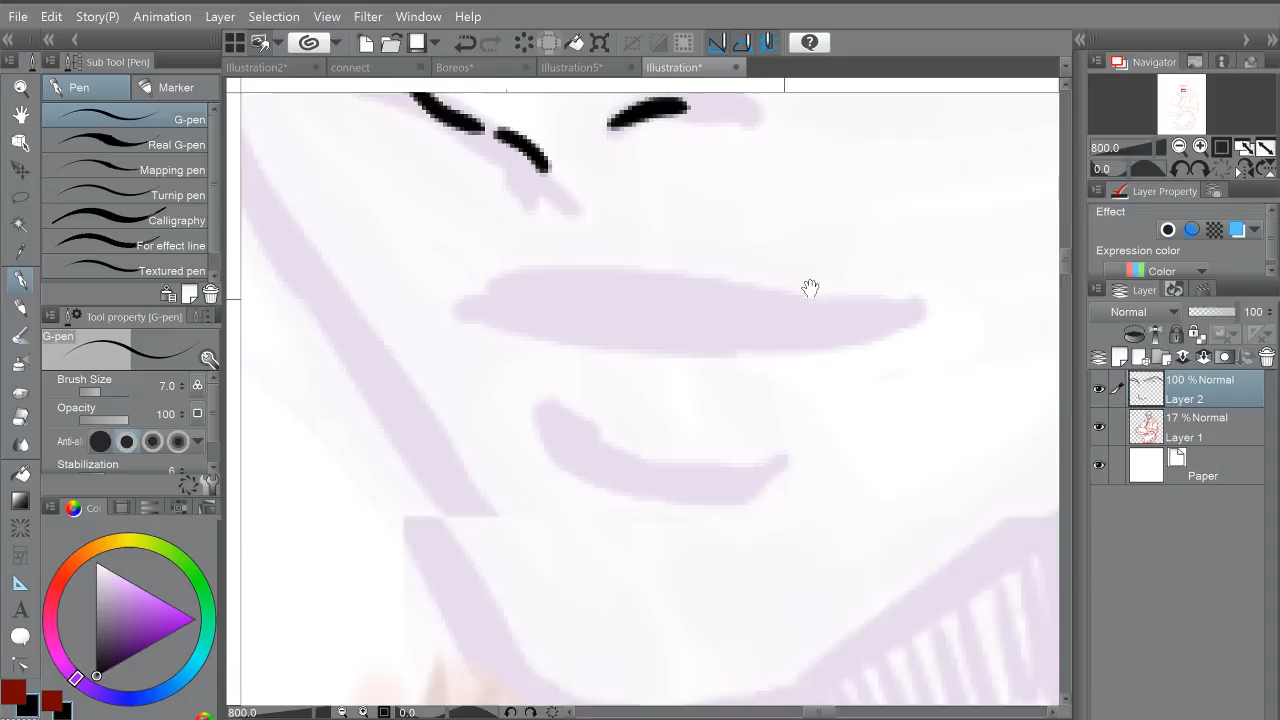 File Edit Story(P) Animation Layer Selection View Filter Window Help
Sub Tool [Pen]
Illustration2* connect Boreos* Illustration5* Illustration*
Navigator
Pen Marker
G-pen
Real G-pen
Mapping pen
Turnip pen
Calligraphy
For effect line
Textured pen
800.0
0.0
Layer Property
Effect
Expression color
Color
Tool property [G-pen]
G-pen
Brush Size 7.0
Opacity 100
Anti-al
Stabilization 6
Layer
Normal 100
100 % Normal
Layer 2
17 % Normal
Layer 1
Paper
Col
A
800.0 0.0